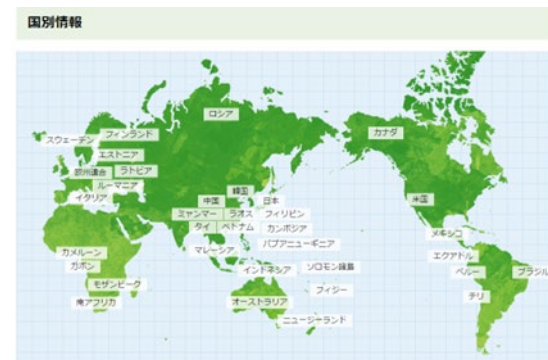 国別情報
ロシア
カナダ
スウェーデン
フィンランド
エストニア
欧州連合
ラトビア
ルーマニア
イタリア
韓国
中国
日本
米国
ミャンマー
ラオス
フィリピン
タイ
ベトナム
カンボジア
メキシコ
パプアニューギニア
マレーシア
カメルーン
ガボン
エクアドル
インドネシア
ソロモン諸島
ペルー
ブラジル
モザンビーク
フィジー
南アフリカ
オーストラリア
チリ
ニュージーランド